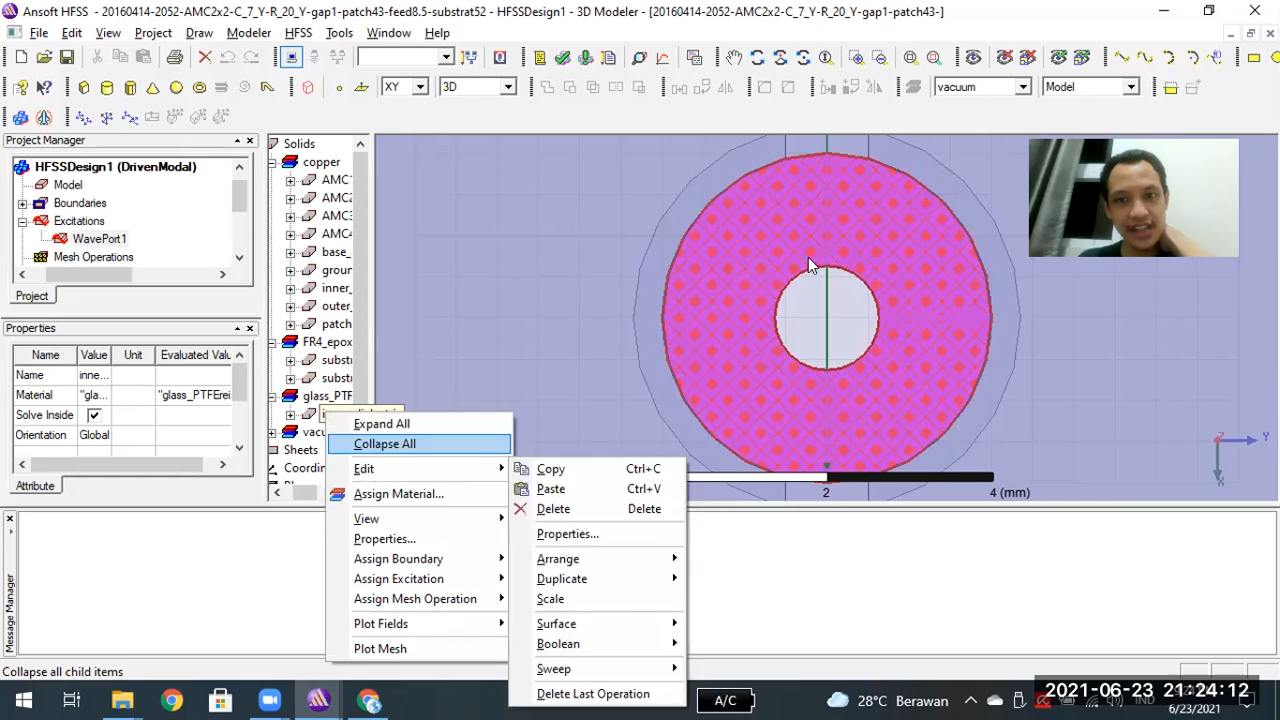 Ansoft HFSS - 20160414-2052-AMC2x2-C_7_Y-R_20_Y-gap1-patch43-feed8.5-substrat52 - HFSSDesign1 - 3D Modeler - [20160414-2052-AMC2x2-C_7_Y-R_20_Y-gap1-patch43-]
File Edit View Project Draw Modeler HFSS Tools Window Help
XY 3D vacuum Model
Project Manager
HFSSDesign1 (DrivenModal)
Model
Boundaries
Excitations
WavePort1
Mesh Operations
Project
Properties
Name Value Unit Evaluated Valu
Name inne...
Material "gla... "glass_PTFErei
Solve Inside
Orientation Global
Attribute
Solids
copper
AMC1
AMC2
AMC3
AMC4
base_
groun
inner_
outer_
patch
FR4_epox
substr
substr
glass_PTF
vac
Sheets
Coordin
Expand All
Collapse All
Edit
Assign Material...
View
Properties...
Assign Boundary
Assign Excitation
Assign Mesh Operation
Plot Fields
Plot Mesh
Copy Ctrl+C
Paste Ctrl+V
Delete Delete
Properties...
Arrange
Duplicate
Scale
Surface
Boolean
Sweep
Delete Last Operation
2 4 (mm)
Y
X
Message Manager
Collapse all child items
A/C
28°C Berawan
IND
2021-06-23 21:24:12
6/23/2021